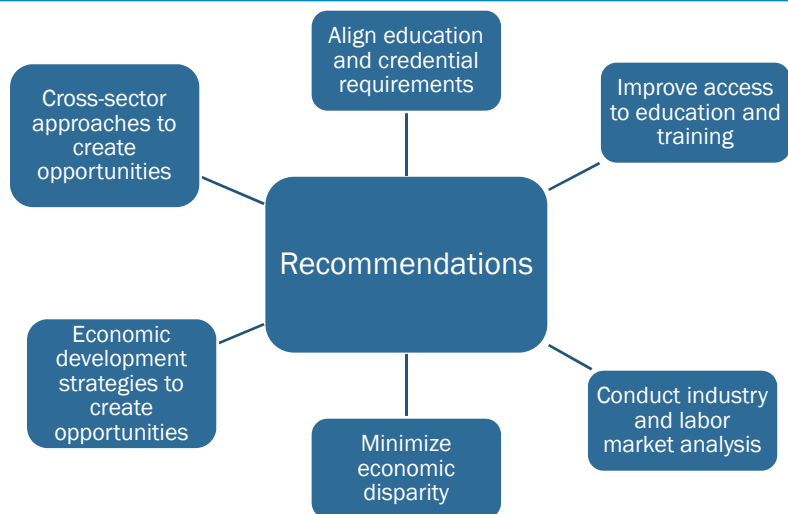 Align education
and credential
requirements
Cross-sector
approaches to
create
opportunities
Improve access
to education and
training
Recommendations
Economic
development
strategies to
create
opportunities
Conduct industry
and labor
market analysis
Minimize
economic
disparity